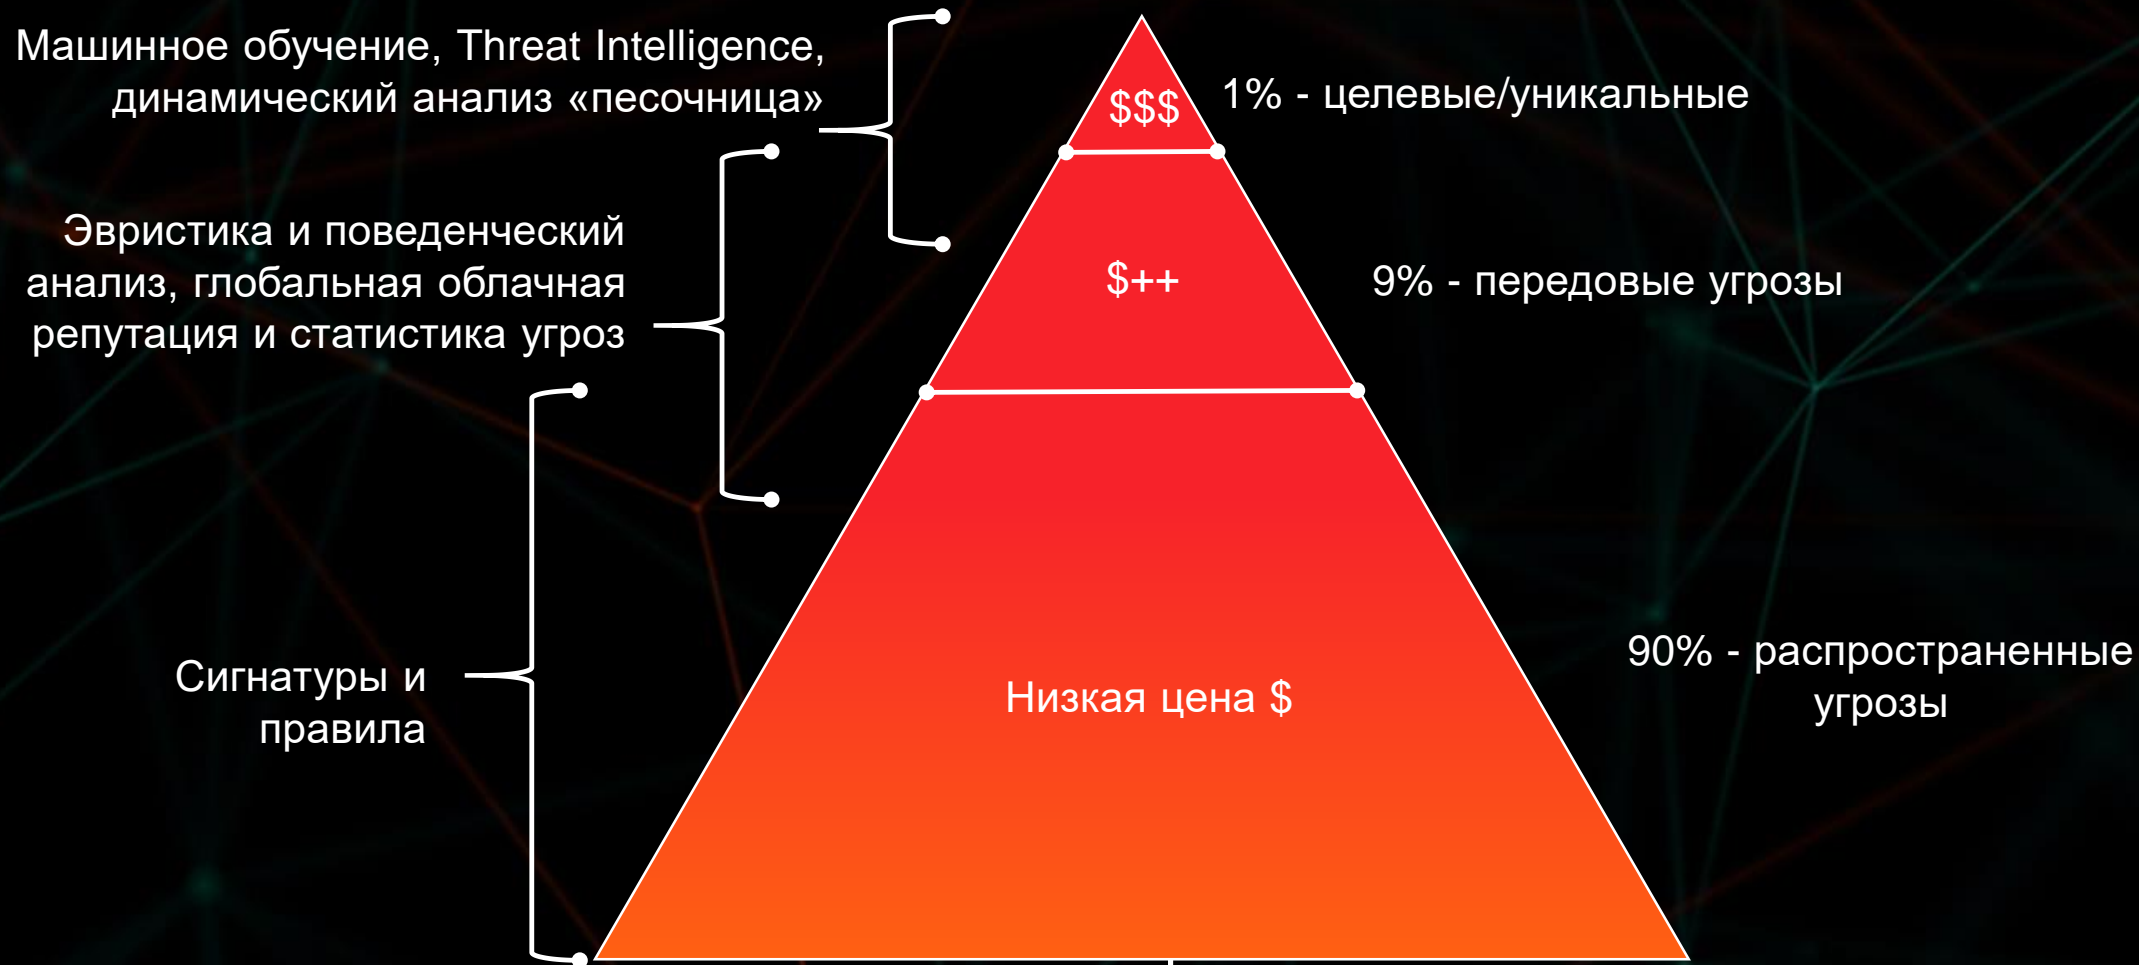 Машинное обучение, Threat Intelligence,
динамический анализ «песочница»
$$$
1% - целевые/уникальные
Эвристика и поведенческий
анализ, глобальная облачная
репутация и статистика угроз
$++
9% - передовые угрозы
Сигнатуры и
правила
Низкая цена $
90% - распространенные
угрозы